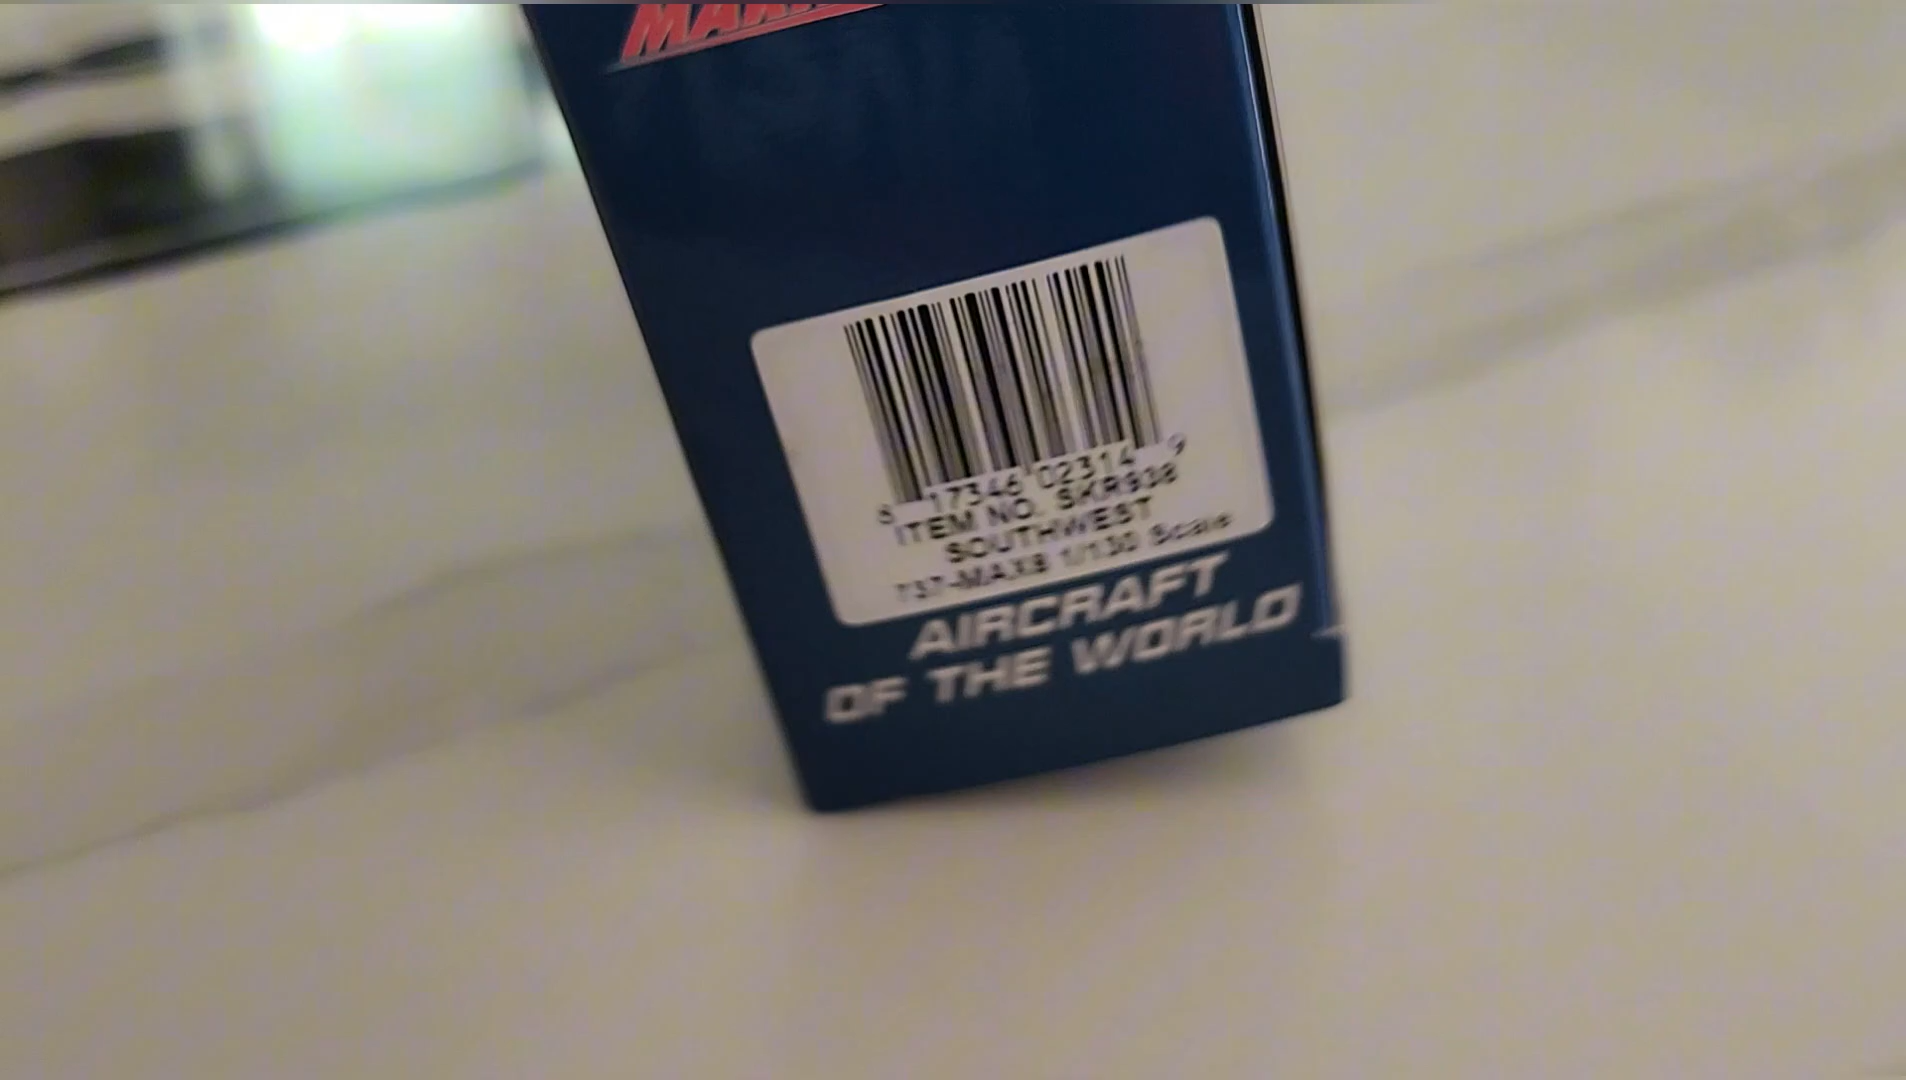 8 17346 02314 9
ITEM NO. SKR938
SOUTHWEST
737-MAX8 1/130 Scale
AIRCRAFT
OF THE WORLD